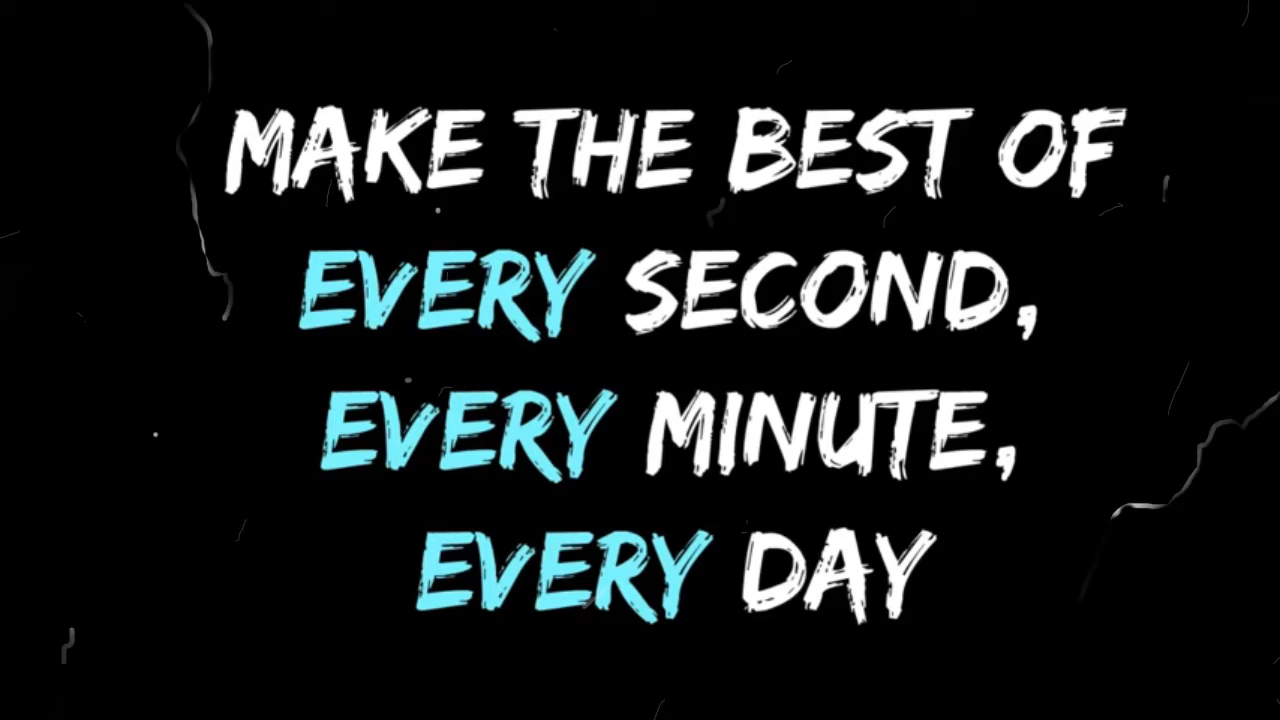 MAKE THE BEST OF
EVERY SECOND,
EVERY MINUTE,
EVERY DAY